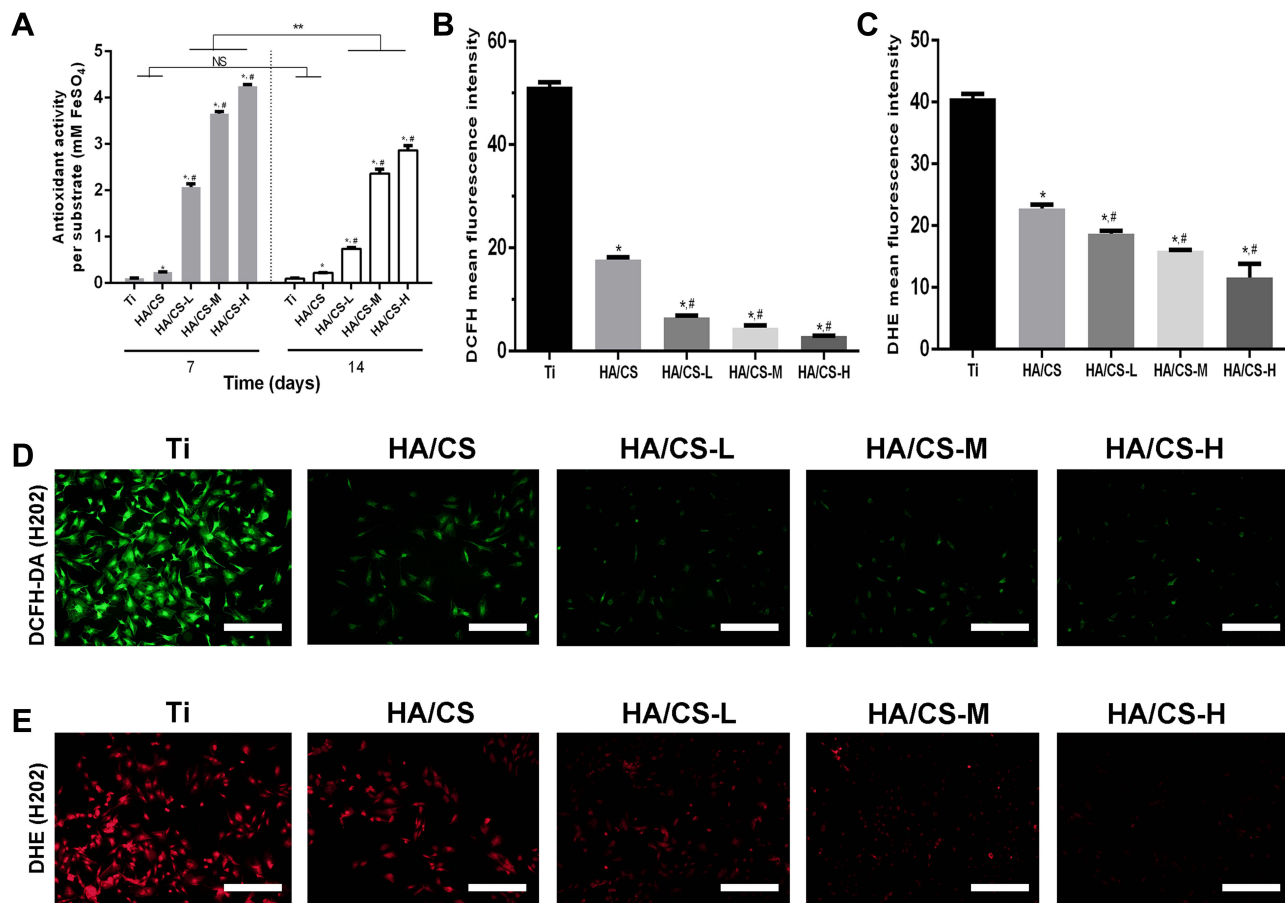 A
Antioxidant activity
per substrate (mM FeSO4)
5
4
3
2
1
0
**
NS
*
*, #
*, #
*, #
*
*, #
*, #
*, #
Ti
HA/CS
HA/CS-L
HA/CS-M
HA/CS-H
Ti
HA/CS
HA/CS-L
HA/CS-M
HA/CS-H
7
14
Time (days)
B
DCFH mean fluorescence intensity
60
40
20
0
*
*,#
*,#
*,#
Ti
HA/CS
HA/CS-L
HA/CS-M
HA/CS-H
C
DHE mean fluorescence intensity
50
40
30
20
10
0
*
*,#
*,#
*,#
Ti
HA/CS
HA/CS-L
HA/CS-M
HA/CS-H
D
Ti
HA/CS
HA/CS-L
HA/CS-M
HA/CS-H
DCFH-DA (H202)
E
Ti
HA/CS
HA/CS-L
HA/CS-M
HA/CS-H
DHE (H202)